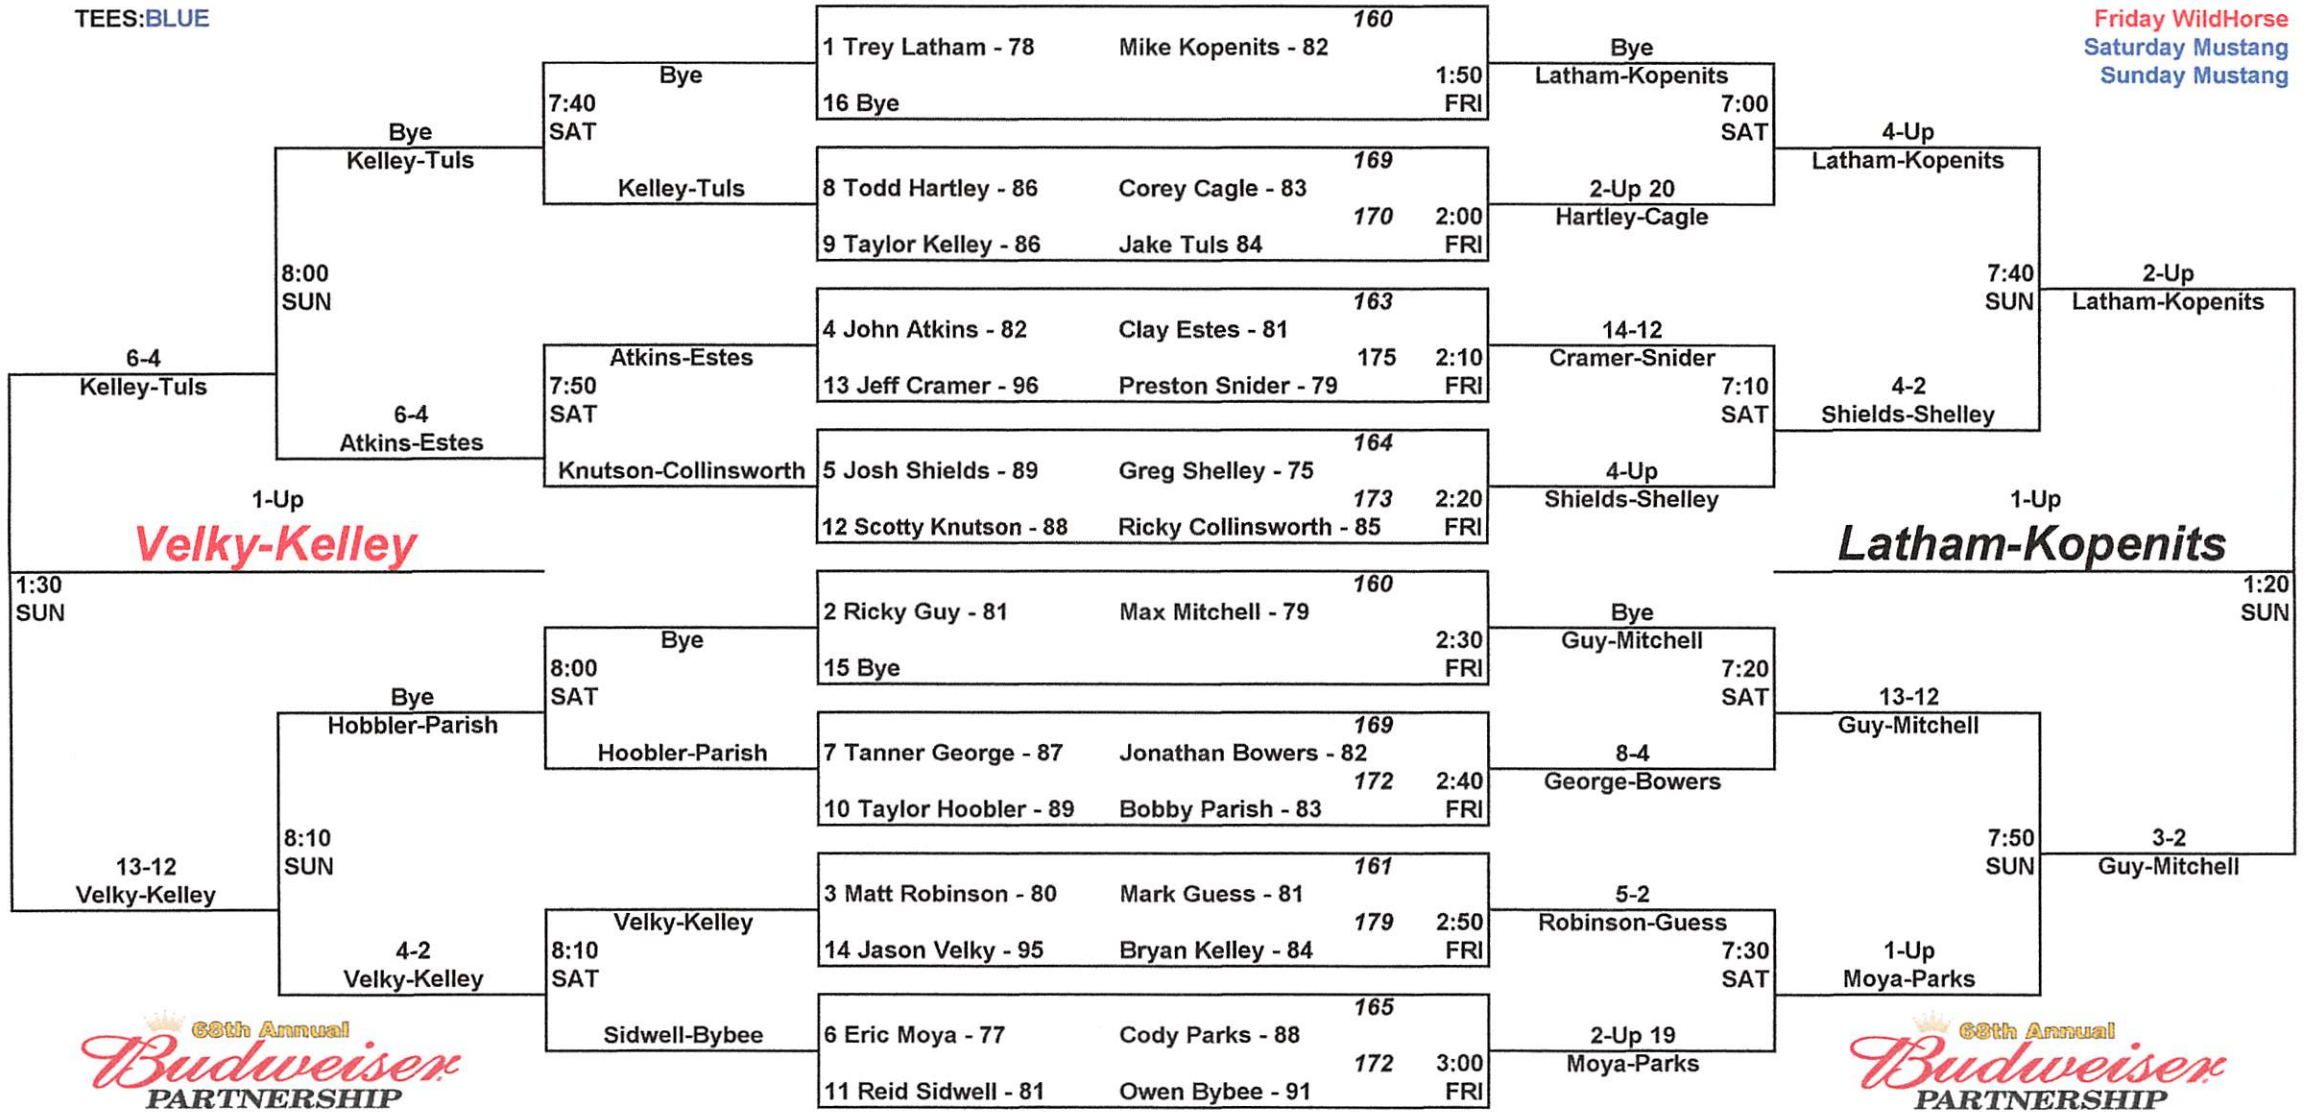 TEES:BLUE
Friday WildHorse
Saturday Mustang
Sunday Mustang
160
1 Trey Latham - 78 Mike Kopenits - 82
1:50
16 Bye FRI
169
8 Todd Hartley - 86 Corey Cagle - 83
170 2:00
9 Taylor Kelley - 86 Jake Tuls 84 FRI
163
4 John Atkins - 82 Clay Estes - 81
175 2:10
13 Jeff Cramer - 96 Preston Snider - 79 FRI
164
5 Josh Shields - 89 Greg Shelley - 75
173 2:20
12 Scotty Knutson - 88 Ricky Collinsworth - 85 FRI
160
2 Ricky Guy - 81 Max Mitchell - 79
2:30
15 Bye FRI
169
7 Tanner George - 87 Jonathan Bowers - 82
172 2:40
10 Taylor Hoobler - 89 Bobby Parish - 83 FRI
161
3 Matt Robinson - 80 Mark Guess - 81
179 2:50
14 Jason Velky - 95 Bryan Kelley - 84 FRI
165
6 Eric Moya - 77 Cody Parks - 88
172 3:00
11 Reid Sidwell - 81 Owen Bybee - 91 FRI
Bye
7:40
SAT
Kelley-Tuls
Atkins-Estes
7:50
SAT
Knutson-Collinsworth
Bye
8:00
SAT
Hoobler-Parish
Velky-Kelley
8:10
SAT
Sidwell-Bybee
Bye
Kelley-Tuls
8:00
SUN
6-4
Atkins-Estes
Bye
Hobbler-Parish
8:10
SUN
4-2
Velky-Kelley
6-4
Kelley-Tuls
1-Up
Velky-Kelley
1:30
SUN
13-12
Velky-Kelley
Bye
Latham-Kopenits
7:00
SAT
2-Up 20
Hartley-Cagle
14-12
Cramer-Snider
7:10
SAT
4-Up
Shields-Shelley
Bye
Guy-Mitchell
7:20
SAT
8-4
George-Bowers
5-2
Robinson-Guess
7:30
SAT
2-Up 19
Moya-Parks
4-Up
Latham-Kopenits
7:40
SUN
4-2
Shields-Shelley
13-12
Guy-Mitchell
7:50
SUN
1-Up
Moya-Parks
2-Up
Latham-Kopenits
1-Up
Latham-Kopenits
1:20
SUN
3-2
Guy-Mitchell
68th Annual
Budweiser
PARTNERSHIP
68th Annual
Budweiser
PARTNERSHIP